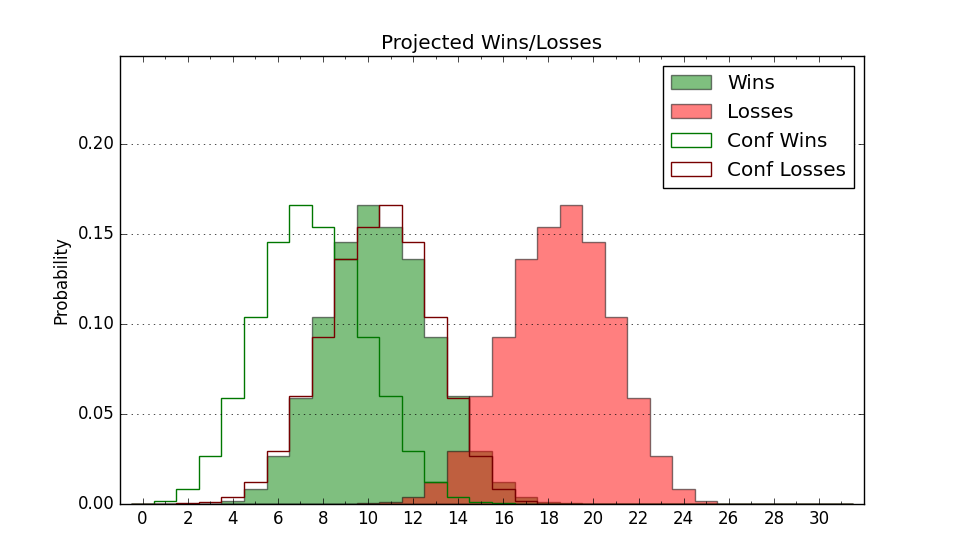 Projected Wins/Losses
Wins
Losses
Conf Wins
Conf Losses
Probability
0.20
0.15
0.10
0.05
0.00
0 2 4 6 8 10 12 14 16 18 20 22 24 26 28 30